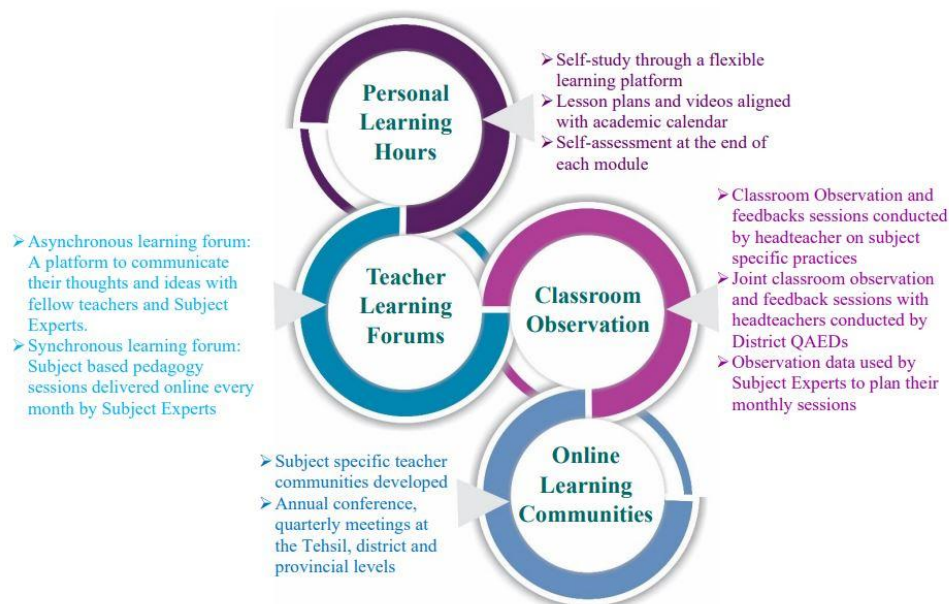 Personal
Learning
Hours
➢ Self-study through a flexible
learning platform
➢ Lesson plans and videos aligned
with academic calendar
➢ Self-assessment at the end of
each module
➢ Asynchronous learning forum:
A platform to communicate
their thoughts and ideas with
fellow teachers and Subject
Experts.
➢ Synchronous learning forum:
Subject based pedagogy
sessions delivered online every
month by Subject Experts
Teacher
Learning
Forums
Classroom
Observation
➢ Classroom Observation and
feedbacks sessions conducted
by headteacher on subject
specific practices
➢ Joint classroom observation
and feedback sessions with
headteachers conducted by
District QAEDs
➢ Observation data used by
Subject Experts to plan their
monthly sessions
➢ Subject specific teacher
communities developed
➢ Annual conference,
quarterly meetings at
the Tehsil, district and
provincial levels
Online
Learning
Communities